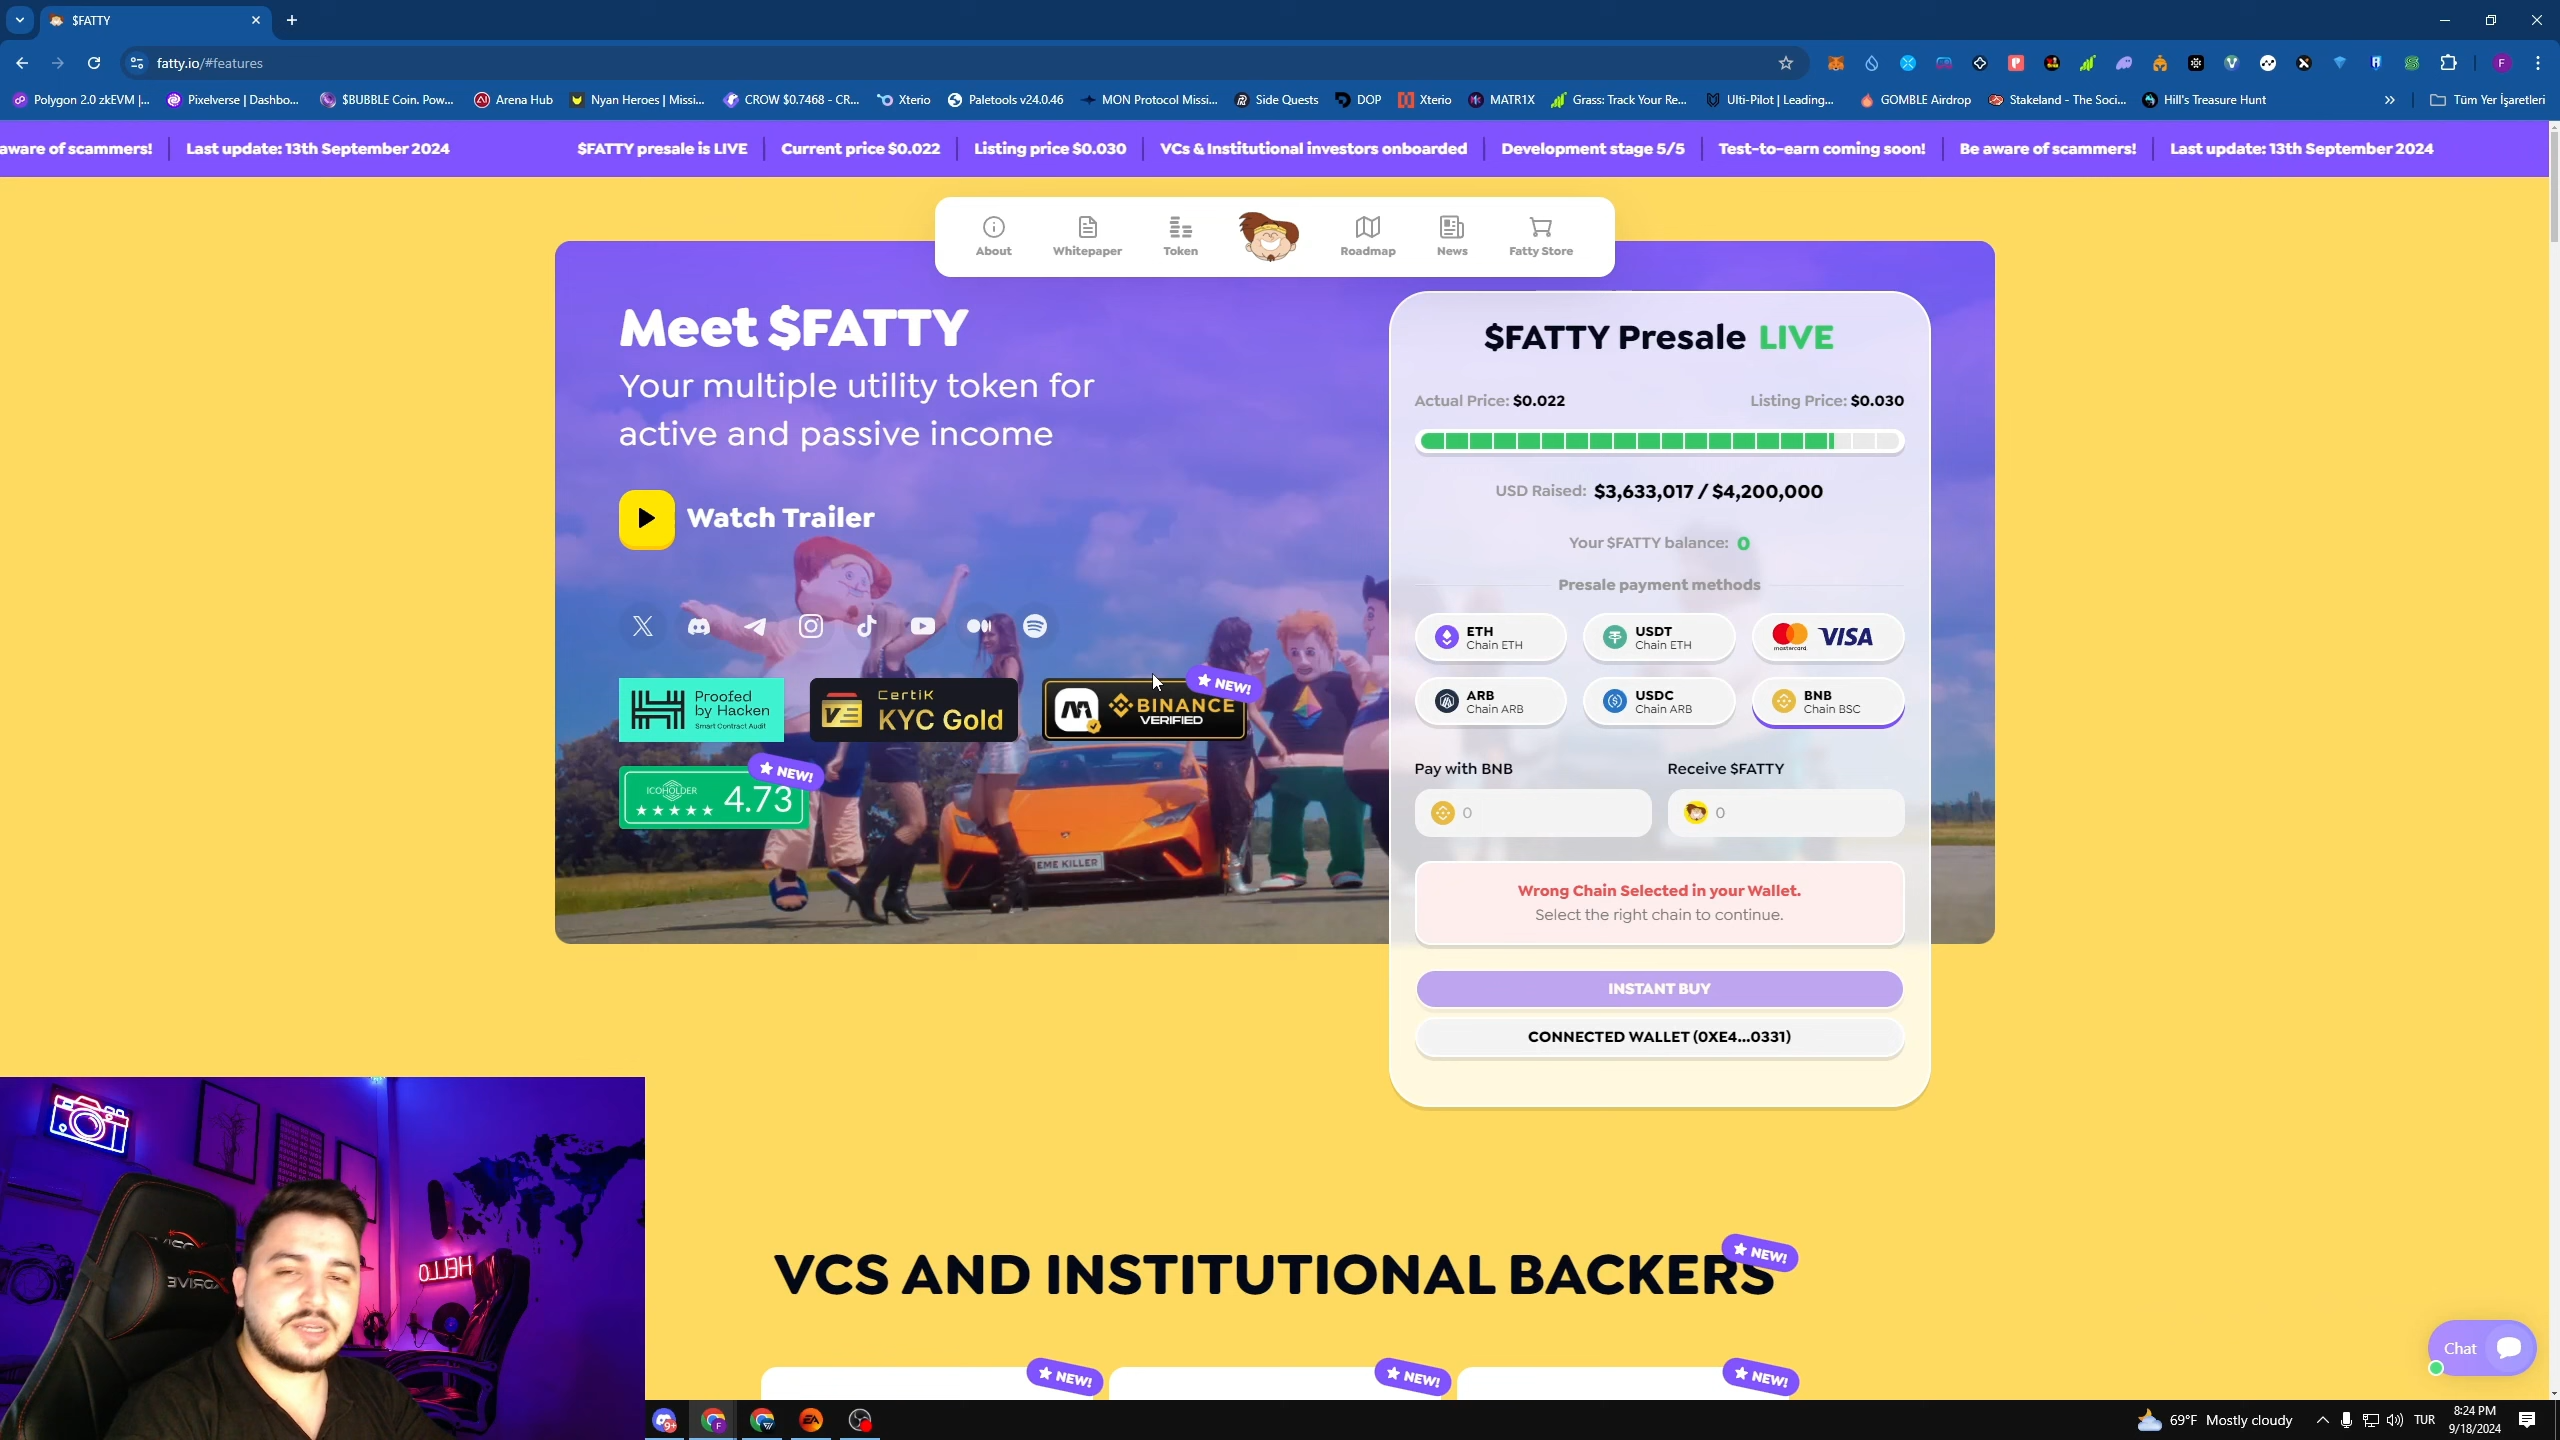 $FATTY
fatty.io/#features
Polygon 2.0 zkEVM |...
Pixelverse | Dashbo...
$BUBBLE Coin. Pow...
Arena Hub
Nyan Heroes | Missi...
CROW $0.7468 - CR...
Xterio
Paletools v24.0.46
MON Protocol Missi...
Side Quests
DOP
Xterio
MATR1X
Grass: Track Your Re...
Ulti-Pilot | Leading...
GOMBLE Airdrop
Stakeland - The Soci...
Hill's Treasure Hunt
Tüm Yer İşaretleri
aware of scammers!
Last update: 13th September 2024
$FATTY presale is LIVE
Current price $0.022
Listing price $0.030
VCs & Institutional investors onboarded
Development stage 5/5
Test-to-earn coming soon!
Be aware of scammers!
Last update: 13th September 2024
About
Whitepaper
Token
Roadmap
News
Fatty Store
Meet $FATTY
Your multiple utility token for
active and passive income
Watch Trailer
Proofed
by Hacken
Smart Contract Audit
CertiK
KYC Gold
BINANCE
VERIFIED
NEW!
ICOHOLDER
4.73
NEW!
EME KILLER
$FATTY Presale LIVE
Actual Price: $0.022
Listing Price: $0.030
USD Raised: $3,633,017 / $4,200,000
Your $FATTY balance: 0
Presale payment methods
ETH
Chain ETH
USDT
Chain ETH
mastercard
VISA
ARB
Chain ARB
USDC
Chain ARB
BNB
Chain BSC
Pay with BNB
Receive $FATTY
0
0
Wrong Chain Selected in your Wallet.
Select the right chain to continue.
INSTANT BUY
CONNECTED WALLET (0XE4...0331)
VCS AND INSTITUTIONAL BACKERS
NEW!
NEW!
NEW!
NEW!
Chat
HELLO
69°F Mostly cloudy
TUR
8:24 PM
9/18/2024